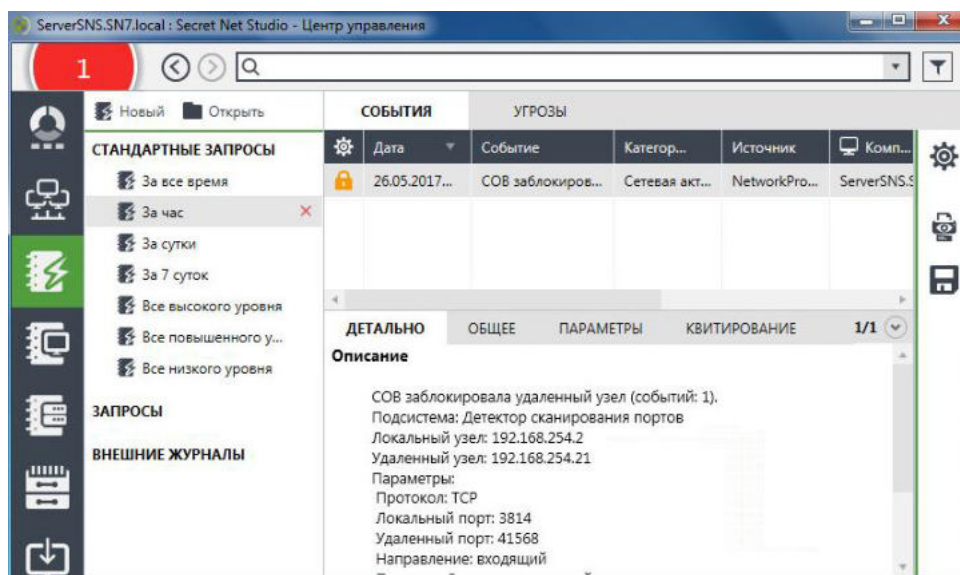 ServerSNS.SN7.local : Secret Net Studio - Центр управления
1
Новый Открыть
СТАНДАРТНЫЕ ЗАПРОСЫ
За все время
За час
За сутки
За 7 суток
Все высокого уровня
Все повышенного у...
Все низкого уровня
ЗАПРОСЫ
ВНЕШНИЕ ЖУРНАЛЫ
СОБЫТИЯ УГРОЗЫ
Дата Событие Категор... Источник Комп...
26.05.2017... СОВ заблокиров... Сетевая акт... NetworkPro... ServerSNS.S
ДЕТАЛЬНО ОБЩЕЕ ПАРАМЕТРЫ КВИТИРОВАНИЕ 1/1
Описание
СОВ заблокировала удаленный узел (событий: 1).
Подсистема: Детектор сканирования портов
Локальный узел: 192.168.254.2
Удаленный узел: 192.168.254.21
Параметры:
Протокол: TCP
Локальный порт: 3814
Удаленный порт: 41568
Направление: входящий